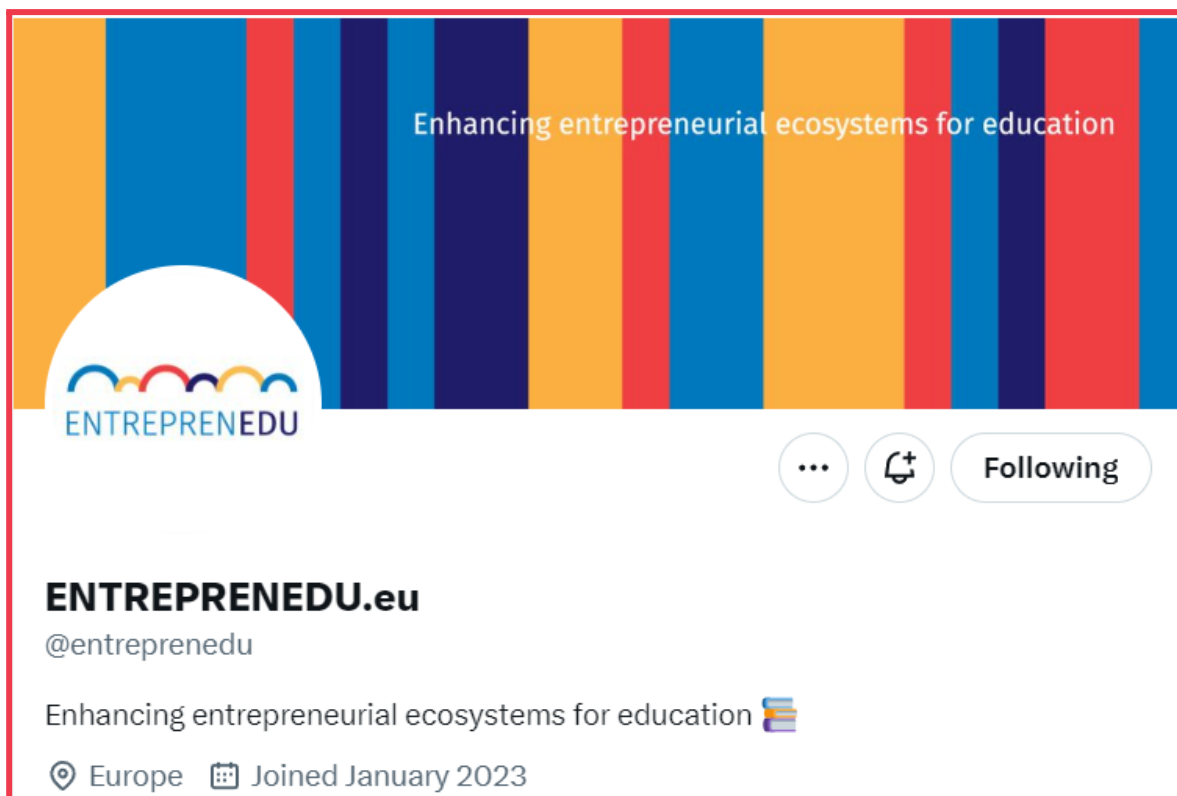 Enhancing entrepreneurial ecosystems for education
ENTREPRENEDU
Following
ENTREPRENEDU.eu
@entreprenedu
Enhancing entrepreneurial ecosystems for education
Europe Joined January 2023